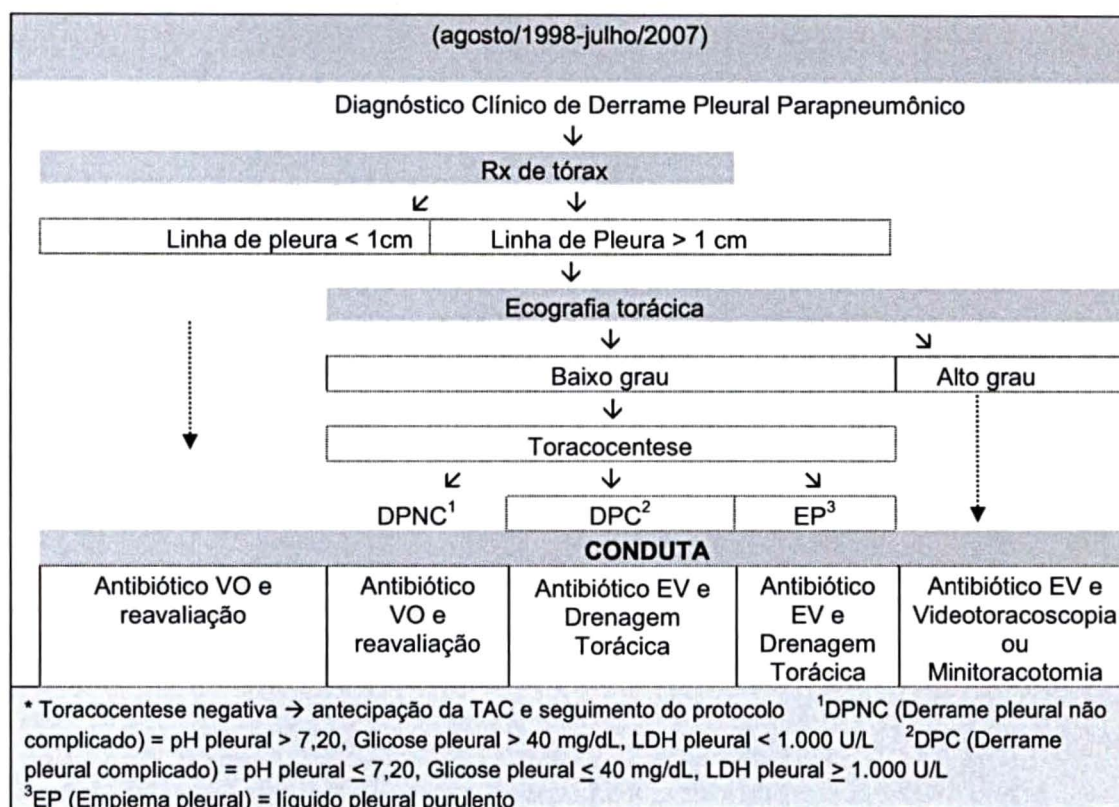 (agosto/1998-julho/2007)
Diagnóstico Clínico de Derrame Pleural Parapneumônico
↓
Rx de tórax
↙ ↓
Linha de pleura < 1cm Linha de Pleura > 1 cm
↓
Ecografia torácica
↓ ↘
Baixo grau Alto grau
↓
Toracocentese
↙ ↓ ↘
DPNC¹ DPC² EP³
CONDUTA
Antibiótico VO e
reavaliação
Antibiótico
VO e
reavaliação
Antibiótico EV e
Drenagem
Torácica
Antibiótico
EV e
Drenagem
Torácica
Antibiótico EV e
Videotoracoscopia
ou
Minitoracotomia
* Toracocentese negativa → antecipação da TAC e seguimento do protocolo ¹DPNC (Derrame pleural não
complicado) = pH pleural > 7,20, Glicose pleural > 40 mg/dL, LDH pleural < 1.000 U/L ²DPC (Derrame
pleural complicado) = pH pleural ≤ 7,20, Glicose pleural ≤ 40 mg/dL, LDH pleural ≥ 1.000 U/L
³EP (Empiema pleural) = líquido pleural purulento